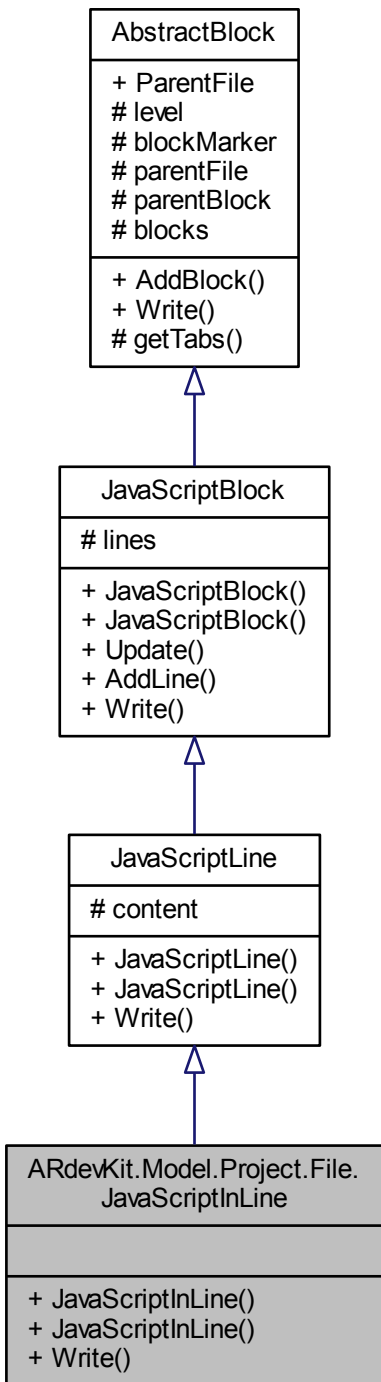 AbstractBlock
+ ParentFile
# level
# blockMarker
# parentFile
# parentBlock
# blocks
+ AddBlock()
+ Write()
# getTabs()
JavaScriptBlock
# lines
+ JavaScriptBlock()
+ JavaScriptBlock()
+ Update()
+ AddLine()
+ Write()
JavaScriptLine
# content
+ JavaScriptLine()
+ JavaScriptLine()
+ Write()
ARdevKit.Model.Project.File.
JavaScriptInLine
+ JavaScriptInLine()
+ JavaScriptInLine()
+ Write()